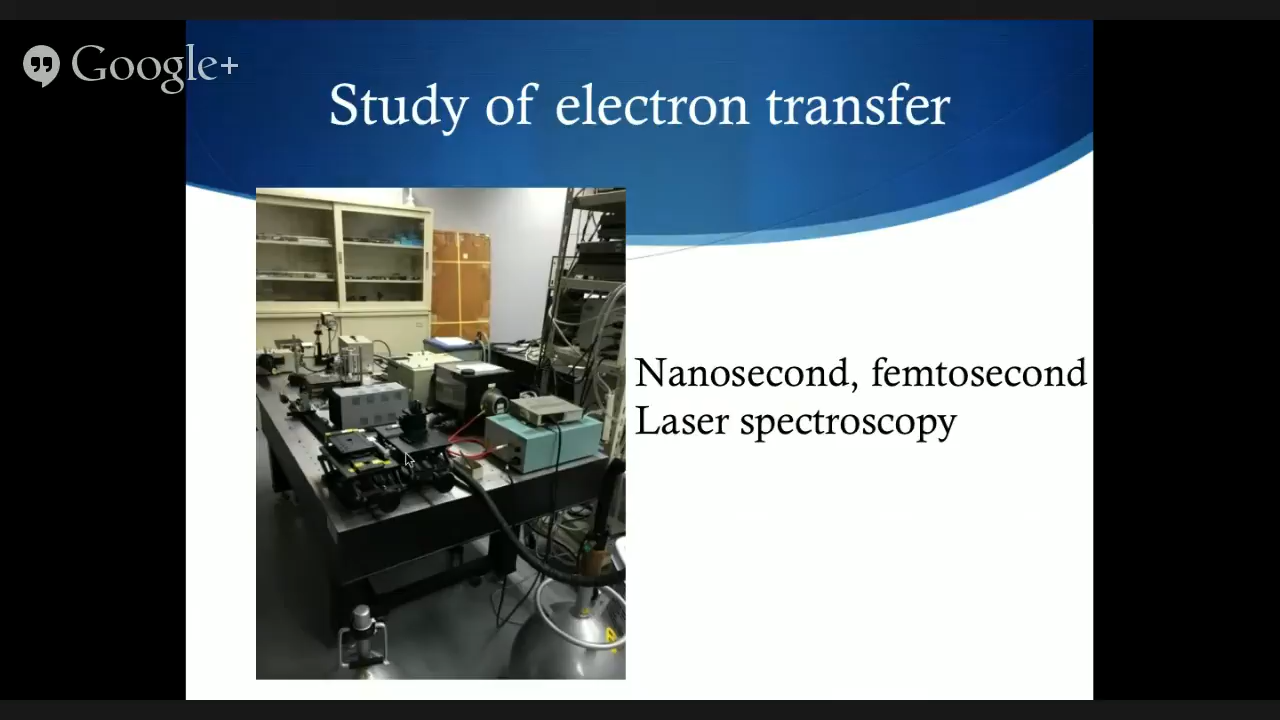 Google+
Study of electron transfer
Nanosecond, femtosecond
Laser spectroscopy